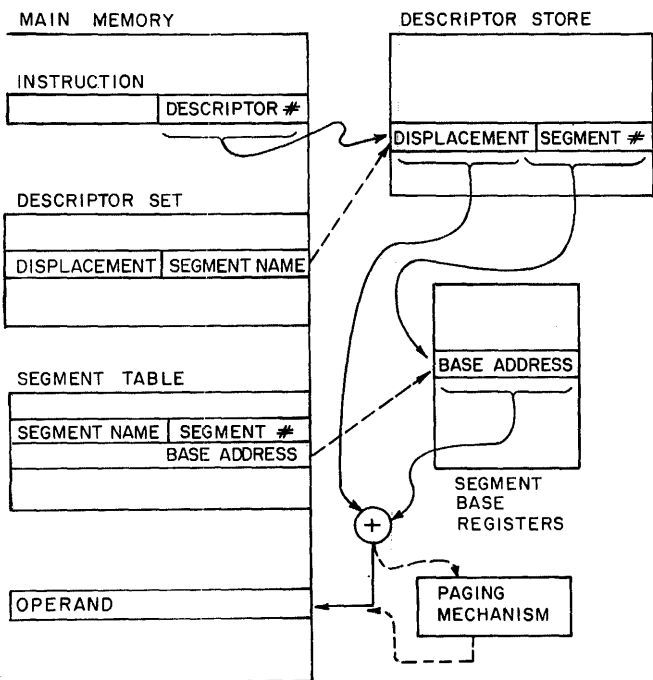 MAIN MEMORY
DESCRIPTOR STORE
INSTRUCTION
DESCRIPTOR #
DISPLACEMENT SEGMENT #
DESCRIPTOR SET
DISPLACEMENT SEGMENT NAME
BASE ADDRESS
SEGMENT TABLE
SEGMENT NAME SEGMENT #
BASE ADDRESS
SEGMENT
BASE
REGISTERS
+
OPERAND
PAGING
MECHANISM